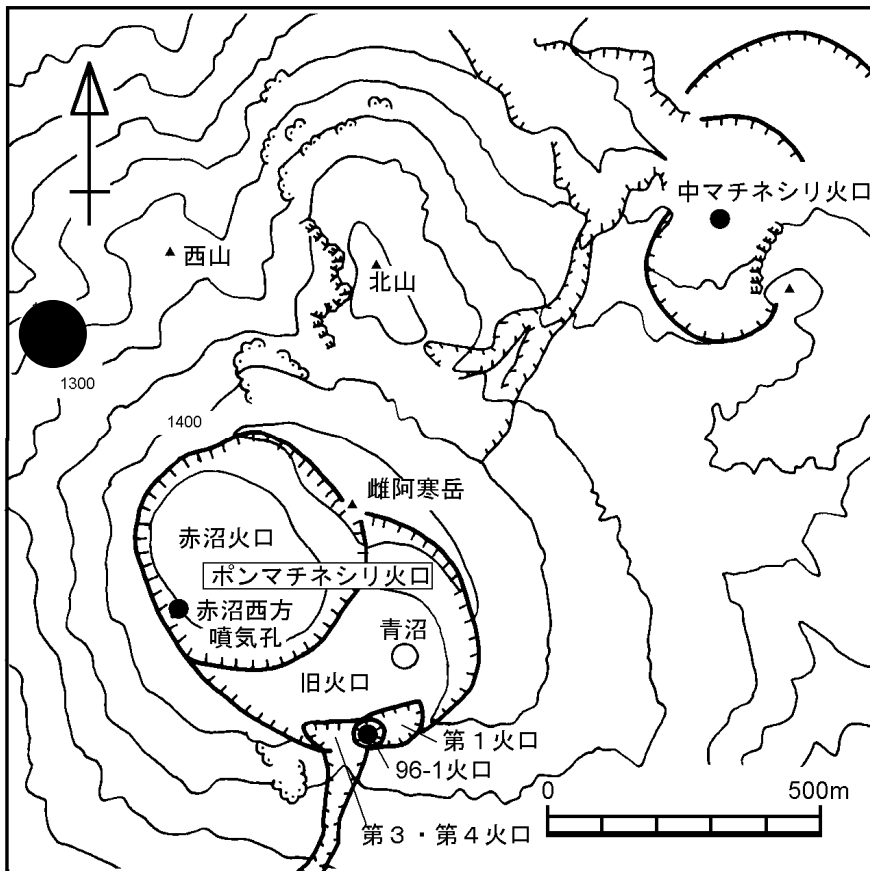 中マチネシリ火口
西山
北山
1300
1400
雌阿寒岳
赤沼火口
ポンマチネシリ火口
赤沼西方
噴気孔
青沼
旧火口
第１火口
96-1火口
第３・第４火口
0 500m